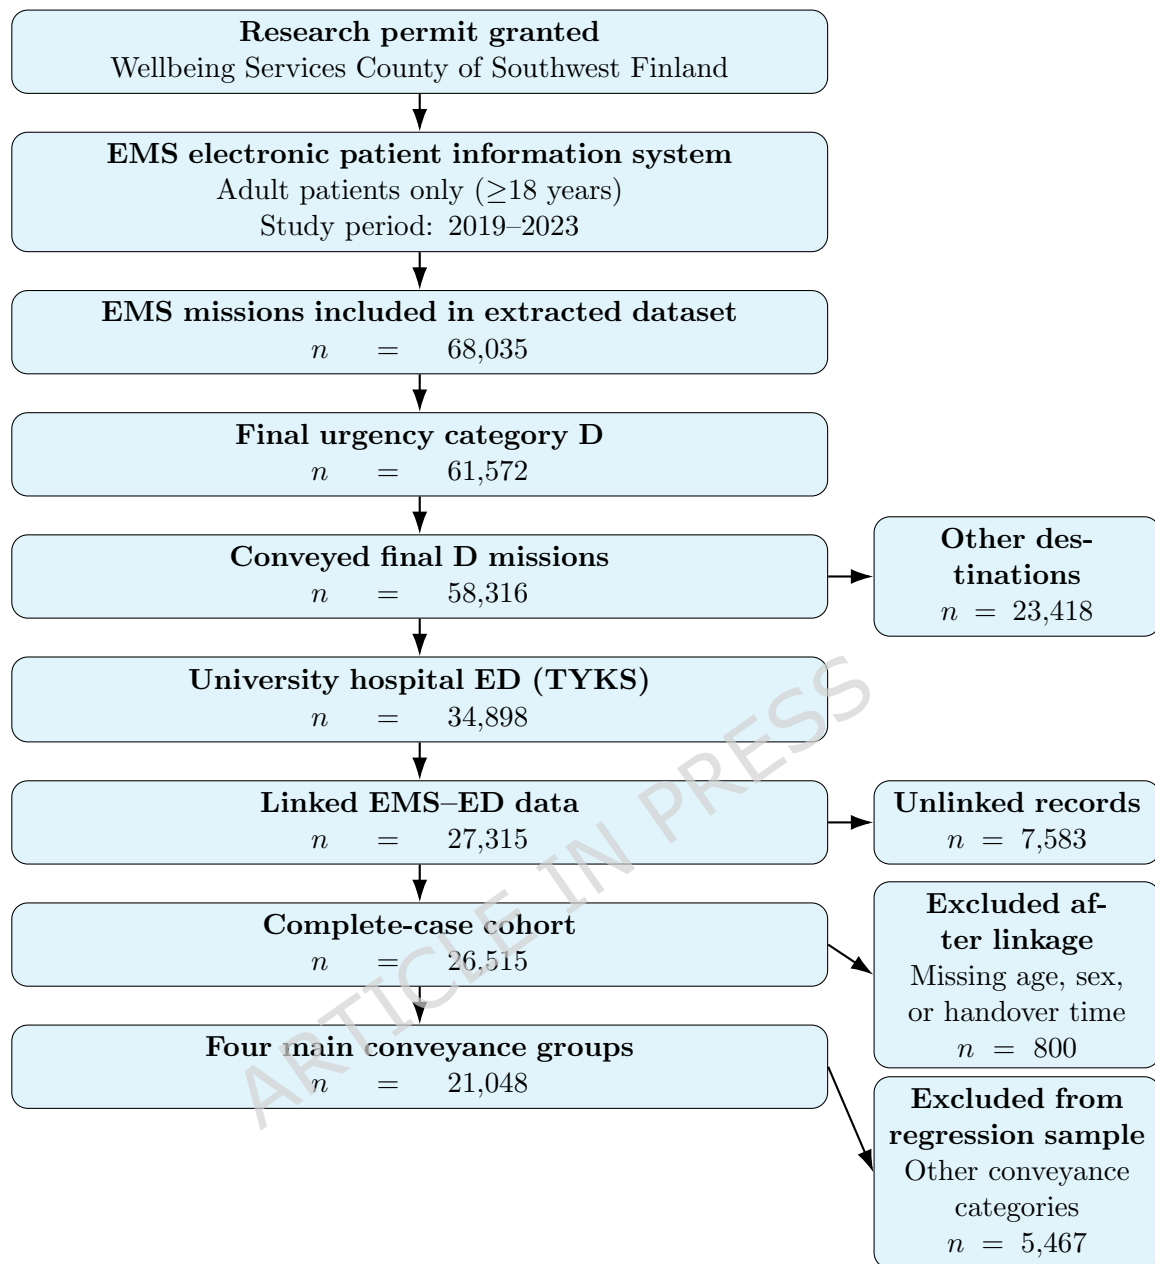 Research permit granted
Wellbeing Services County of Southwest Finland
EMS electronic patient information system
Adult patients only (≥18 years)
Study period: 2019–2023
EMS missions included in extracted dataset
n = 68,035
Final urgency category D
n = 61,572
Conveyed final D missions
n = 58,316
Other des-
tinations
n = 23,418
University hospital ED (TYKS)
n = 34,898
Linked EMS–ED data
n = 27,315
Unlinked records
n = 7,583
Complete-case cohort
n = 26,515
Excluded af-
ter linkage
Missing age, sex,
or handover time
n = 800
Four main conveyance groups
n = 21,048
Excluded from
regression sample
Other conveyance
categories
n = 5,467
ARTICLE IN PRESS